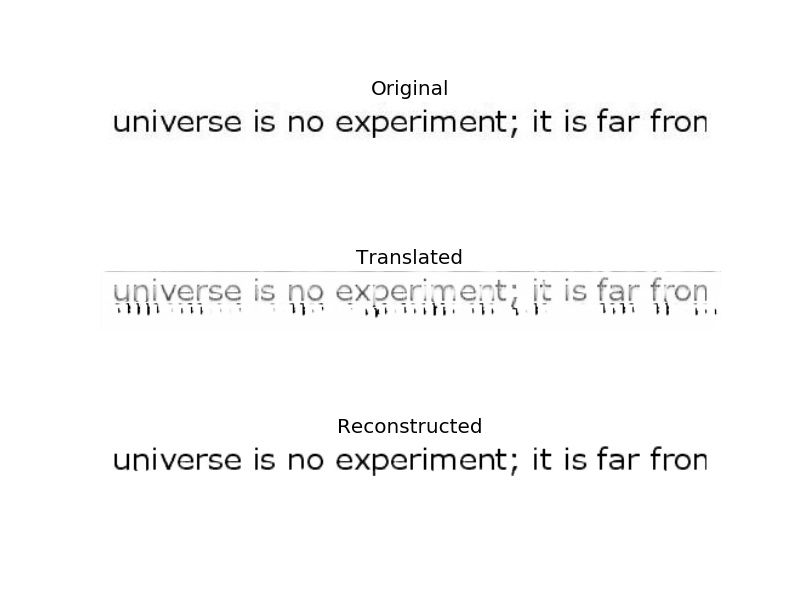 Original
universe is no experiment; it is far fron
Translated
universe is no experiment; it is far fron
Reconstructed
universe is no experiment; it is far fron